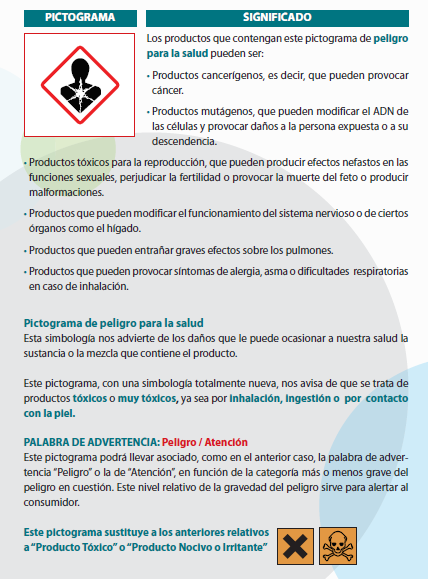 PICTOGRAMA
SIGNIFICADO
Los productos que contengan este pictograma de peligro
para la salud pueden ser:
• Productos cancerígenos, es decir, que pueden provocar
cáncer.
• Productos mutágenos, que pueden modificar el ADN de
las células y provocar daños a la persona expuesta o a su
descendencia.
• Productos tóxicos para la reproducción, que pueden producir efectos nefastos en las
funciones sexuales, perjudicar la fertilidad o provocar la muerte del feto o producir
malformaciones.
• Productos que pueden modificar el funcionamiento del sistema nervioso o de ciertos
órganos como el hígado.
• Productos que pueden entrañar graves efectos sobre los pulmones.
• Productos que pueden provocar síntomas de alergia, asma o dificultades respiratorias
en caso de inhalación.
Pictograma de peligro para la salud
Esta simbología nos advierte de los daños que le puede ocasionar a nuestra salud la
sustancia o la mezcla que contiene el producto.
Este pictograma, con una simbología totalmente nueva, nos avisa de que se trata de
productos tóxicos o muy tóxicos, ya sea por inhalación, ingestión o por contacto
con la piel.
PALABRA DE ADVERTENCIA: Peligro / Atención
Este pictograma podrá llevar asociado, como en el anterior caso, la palabra de adver-
tencia “Peligro” o la de “Atención”, en función de la categoría más o menos grave del
peligro en cuestión. Este nivel relativo de la gravedad del peligro sirve para alertar al
consumidor.
Este pictograma sustituye a los anteriores relativos
a “Producto Tóxico” o “Producto Nocivo o Irritante”